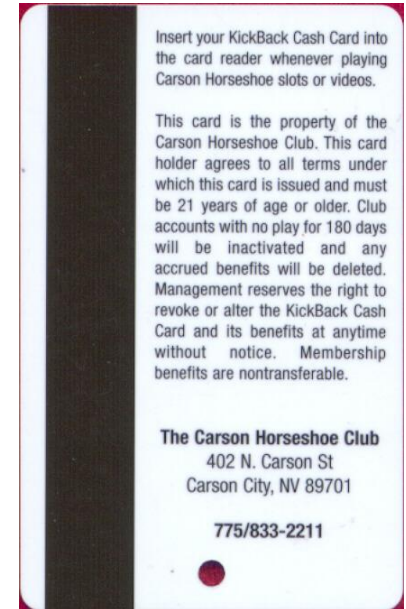 Insert your KickBack Cash Card into
the card reader whenever playing
Carson Horseshoe slots or videos.
This card is the property of the
Carson Horseshoe Club. This card
holder agrees to all terms under
which this card is issued and must
be 21 years of age or older. Club
accounts with no play for 180 days
will be inactivated and any
accrued benefits will be deleted.
Management reserves the right to
revoke or alter the KickBack Cash
Card and its benefits at anytime
without notice. Membership
benefits are nontransferable.
The Carson Horseshoe Club
402 N. Carson St
Carson City, NV 89701
775/833-2211